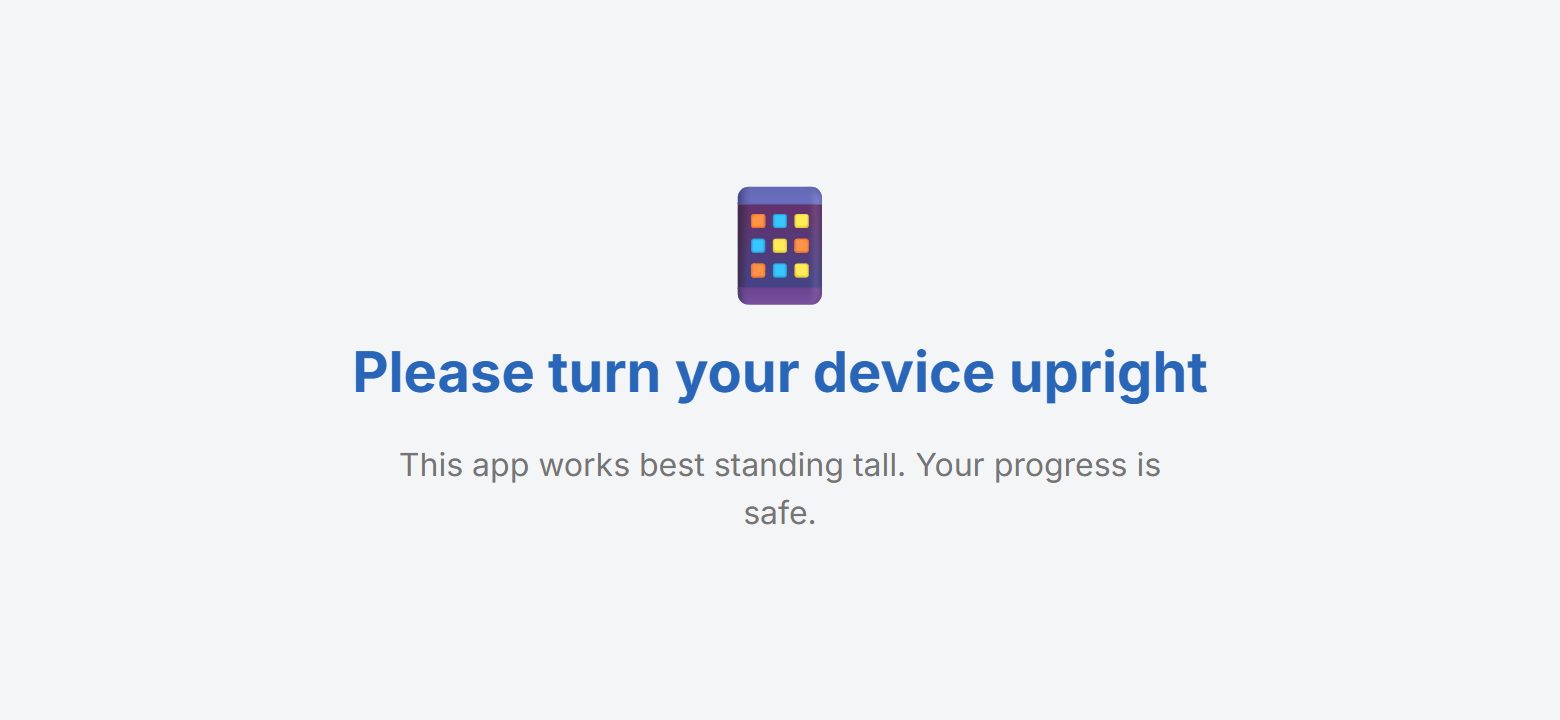 Please turn your device upright
This app works best standing tall. Your progress is
safe.